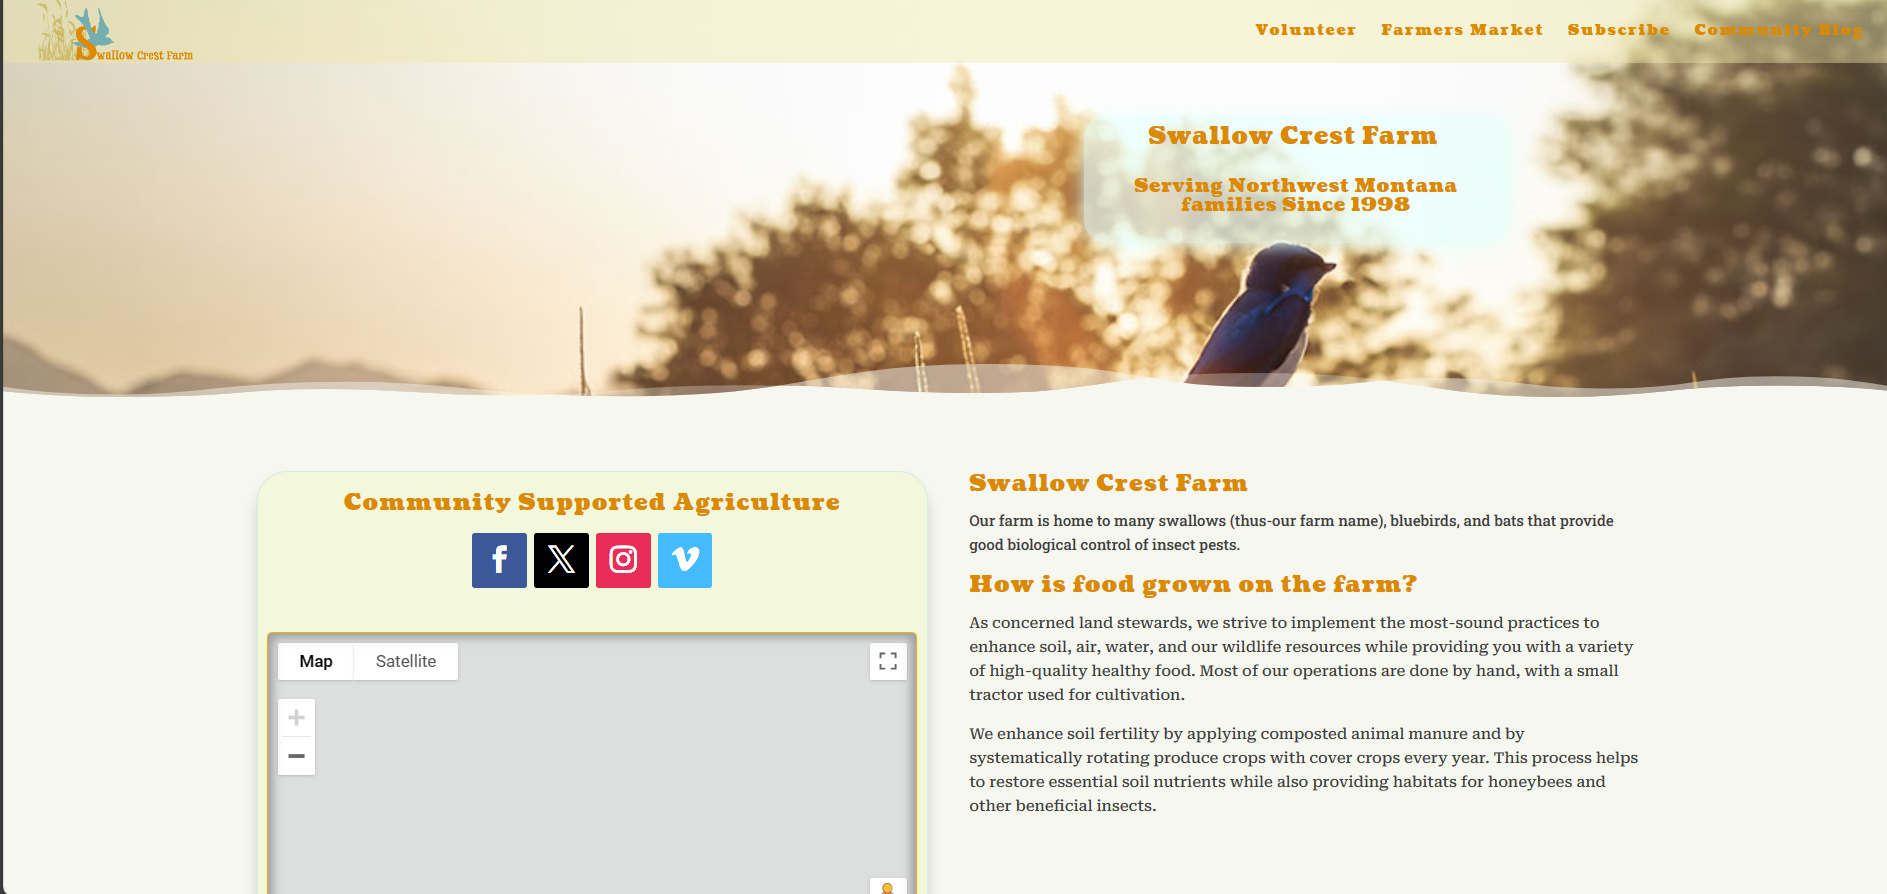 Swallow Crest Farm
Volunteer Farmers Market Subscribe Community Blog
Swallow Crest Farm
Serving Northwest Montana
families Since 1998
Community Supported Agriculture
Map Satellite
Swallow Crest Farm
Our farm is home to many swallows (thus-our farm name), bluebirds, and bats that provide
good biological control of insect pests.
How is food grown on the farm?
As concerned land stewards, we strive to implement the most-sound practices to
enhance soil, air, water, and our wildlife resources while providing you with a variety
of high-quality healthy food. Most of our operations are done by hand, with a small
tractor used for cultivation.
We enhance soil fertility by applying composted animal manure and by
systematically rotating produce crops with cover crops every year. This process helps
to restore essential soil nutrients while also providing habitats for honeybees and
other beneficial insects.